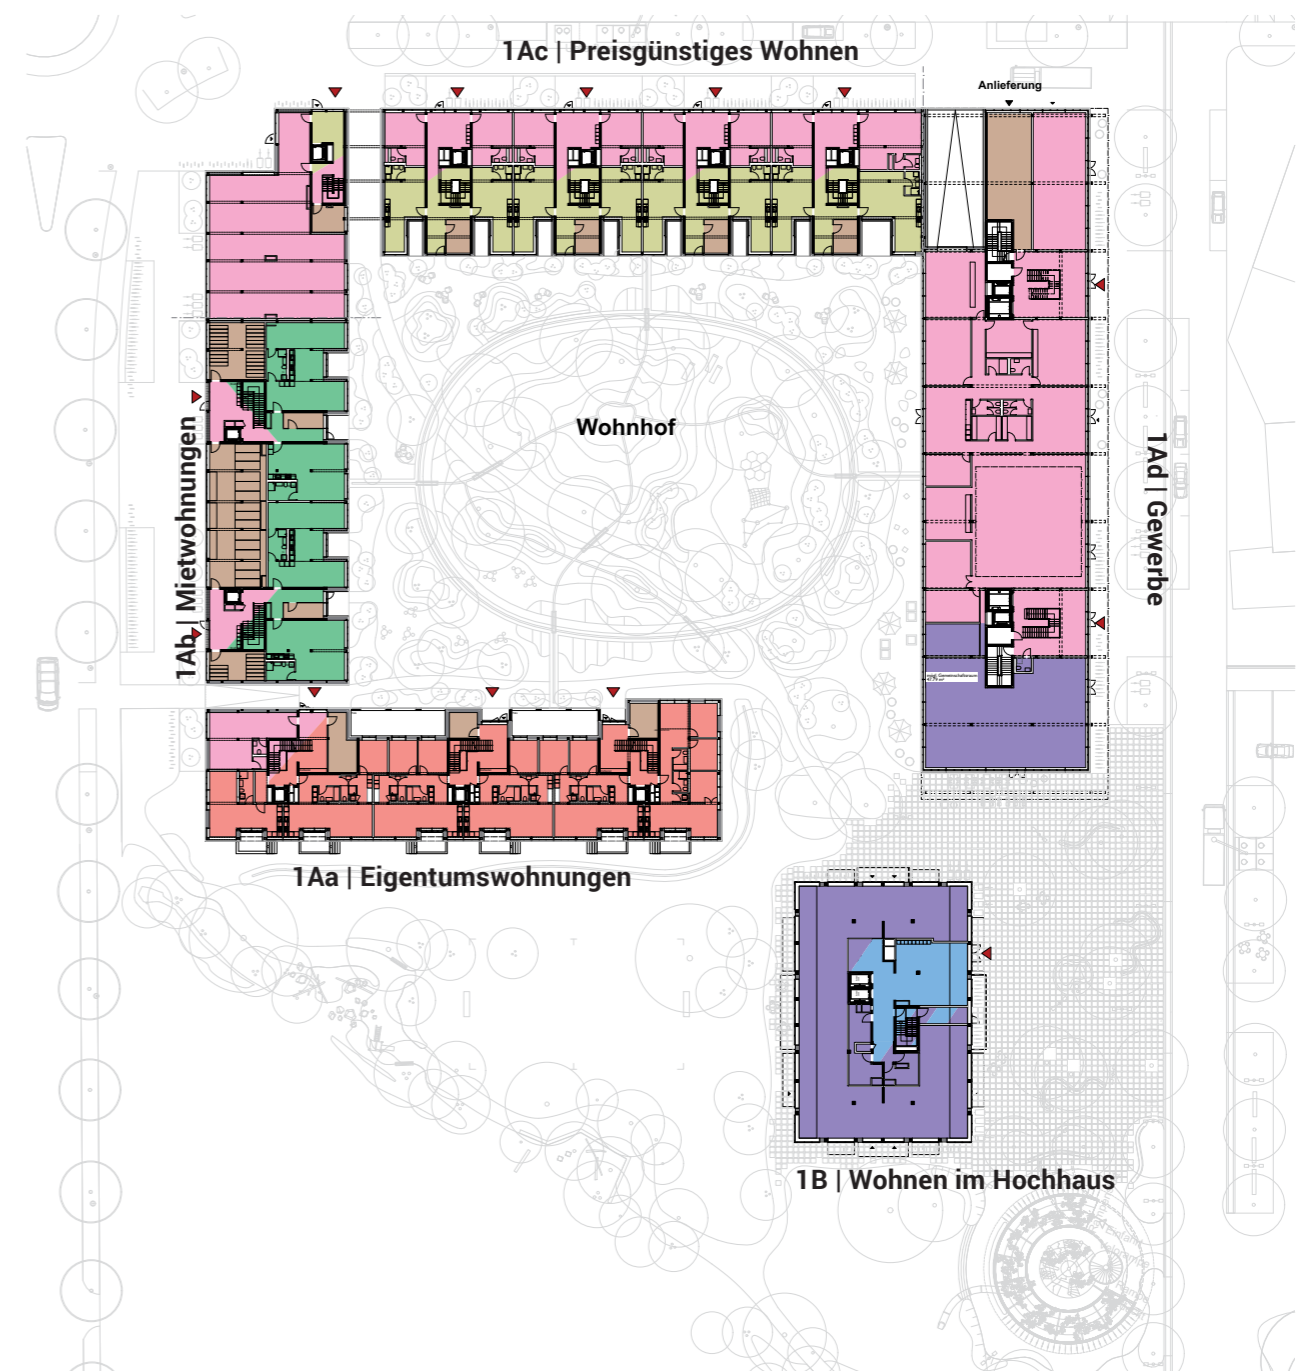 1Ac | Preisgünstiges Wohnen
Anlieferung
Wohnhof
1Ab | Mietwohnungen
1Ad | Gewerbe
1Aa | Eigentumswohnungen
1B | Wohnen im Hochhaus